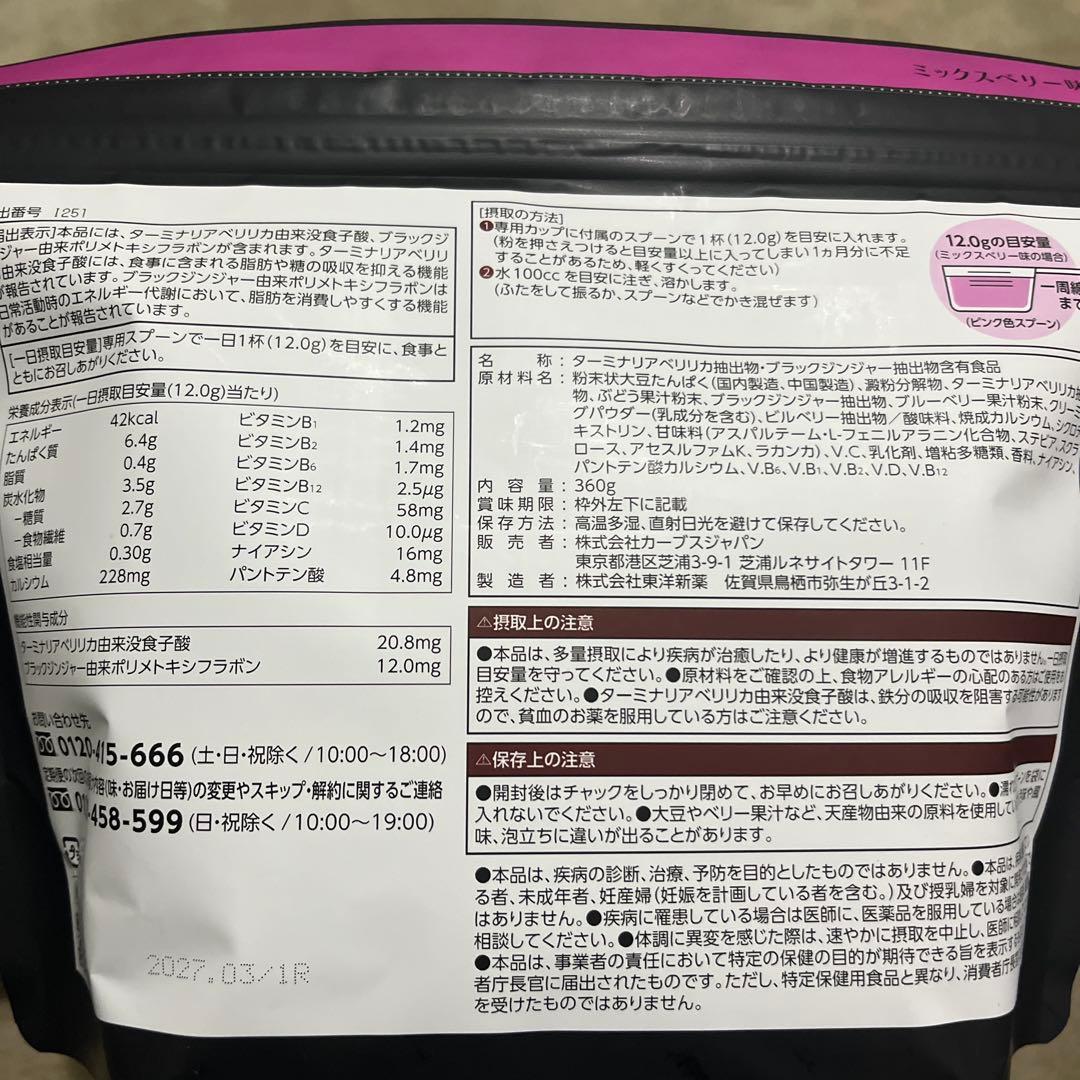 ミックスベリー味
出番号 I251
届出表示]本品には、ターミナリアベリリカ由来没食子酸、ブラックジ
ジャー由来ポリメトキシフラボンが含まれます。ターミナリアベリリ
由来没食子酸には、食事に含まれる脂肪や糖の吸収を抑える機能
が報告されています。ブラックジンジャー由来ポリメトキシフラボンは
日常活動時のエネルギー代謝において、脂肪を消費しやすくする機能
があることが報告されています。
[一日摂取目安量]専用スプーンで一日1杯(12.0g)を目安に、食事と
ともにお召しあがりください。
栄養成分表示(一日摂取目安量(12.0g)当たり)
エネルギー 42kcal ビタミンB₁ 1.2mg
たんぱく質 6.4g ビタミンB₂ 1.4mg
脂質 0.4g ビタミンB₆ 1.7mg
炭水化物 3.5g ビタミンB₁₂ 2.5μg
－糖質 2.7g ビタミンC 58mg
－食物繊維 0.7g ビタミンD 10.0μg
食塩相当量 0.30g ナイアシン 16mg
カルシウム 228mg パントテン酸 4.8mg
機能性関与成分
ターミナリアベリリカ由来没食子酸 20.8mg
ブラックジンジャー由来ポリメトキシフラボン 12.0mg
お問い合わせ先
0120-415-666 (土・日・祝除く/10:00～18:00)
内容(味・お届け日等)の変更やスキップ・解約に関するご連絡
-458-599 (日・祝除く/10:00～19:00)
2027.03/1R
[摂取の方法]
❶専用カップに付属のスプーンで1杯(12.0g)を目安に入れます。
(粉を押さえつけると目安量以上に入ってしまい1ヵ月分に不足
することがあるため、軽くすくってください)
❷水100ccを目安に注ぎ、溶かします。
(ふたをして振るか、スプーンなどでかき混ぜます)
12.0gの目安量
(ミックスベリー味の場合)
一周線
まで
(ピンク色スプーン)
名称：ターミナリアベリリカ抽出物・ブラックジンジャー抽出物含有食品
原材料名：粉末状大豆たんぱく(国内製造、中国製造)、澱粉分解物、ターミナリアベリリカ抽
物、ぶどう果汁粉末、ブラックジンジャー抽出物、ブルーベリー果汁粉末、クリーミ
グパウダー(乳成分を含む)、ビルベリー抽出物/酸味料、焼成カルシウム、シクロデ
キストリン、甘味料(アスパルテーム・L-フェニルアラニン化合物、ステビア、スクラ
ロース、アセスルファムK、ラカンカ)、V.C、乳化剤、増粘多糖類、香料、ナイアシン、
パントテン酸カルシウム、V.B₆、V.B₁、V.B₂、V.D、V.B₁₂
内容量：360g
賞味期限：枠外左下に記載
保存方法：高温多湿、直射日光を避けて保存してください。
販売者：株式会社カーブスジャパン
東京都港区芝浦3-9-1 芝浦ルネサイトタワー 11F
製造者：株式会社東洋新薬 佐賀県鳥栖市弥生が丘3-1-2
⚠摂取上の注意
●本品は、多量摂取により疾病が治癒したり、より健康が増進するものではありません。一日摂取
目安量を守ってください。●原材料をご確認の上、食物アレルギーの心配のある方はご使用をお
控えください。●ターミナリアベリリカ由来没食子酸は、鉄分の吸収を阻害する可能性があります
ので、貧血のお薬を服用している方はご注意ください。
⚠保存上の注意
●開封後はチャックをしっかり閉めて、お早めにお召しあがりください。●濡
入れないでください。●大豆やベリー果汁など、天産物由来の原料を使用し
味、泡立ちに違いが出ることがあります。
●本品は、疾病の診断、治療、予防を目的としたものではありません。●本品は、
る者、未成年者、妊産婦(妊娠を計画している者を含む。)及び授乳婦を対象に
はありません。●疾病に罹患している場合は医師に、医薬品を服用している場合
相談してください。●体調に異変を感じた際は、速やかに摂取を中止し、医師に
●本品は、事業者の責任において特定の保健の目的が期待できる旨を表示する
者庁長官に届出されたものです。ただし、特定保健用食品と異なり、消費者庁長官
を受けたものではありません。